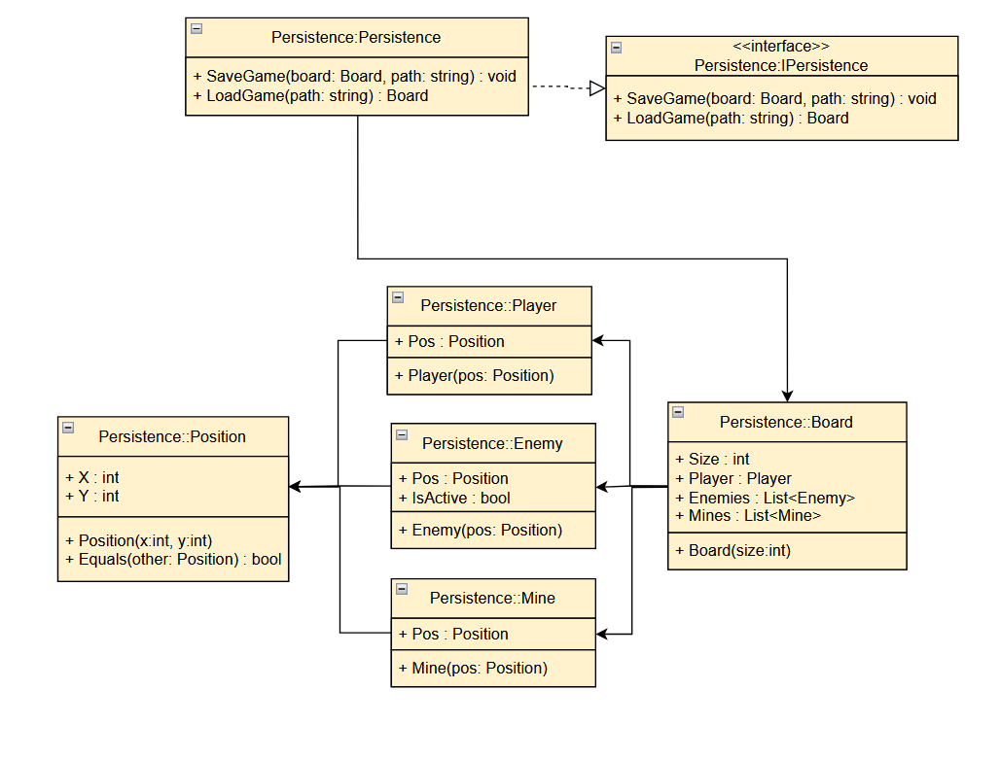 Persistence:Persistence
+ SaveGame(board: Board, path: string) : void
+ LoadGame(path: string) : Board
<<interface>>
Persistence:IPersistence
+ SaveGame(board: Board, path: string) : void
+ LoadGame(path: string) : Board
Persistence::Player
+ Pos : Position
+ Player(pos: Position)
Persistence::Position
+ X : int
+ Y : int
+ Position(x:int, y:int)
+ Equals(other: Position) : bool
Persistence::Enemy
+ Pos : Position
+ IsActive : bool
+ Enemy(pos: Position)
Persistence::Board
+ Size : int
+ Player : Player
+ Enemies : List<Enemy>
+ Mines : List<Mine>
+ Board(size:int)
Persistence::Mine
+ Pos : Position
+ Mine(pos: Position)